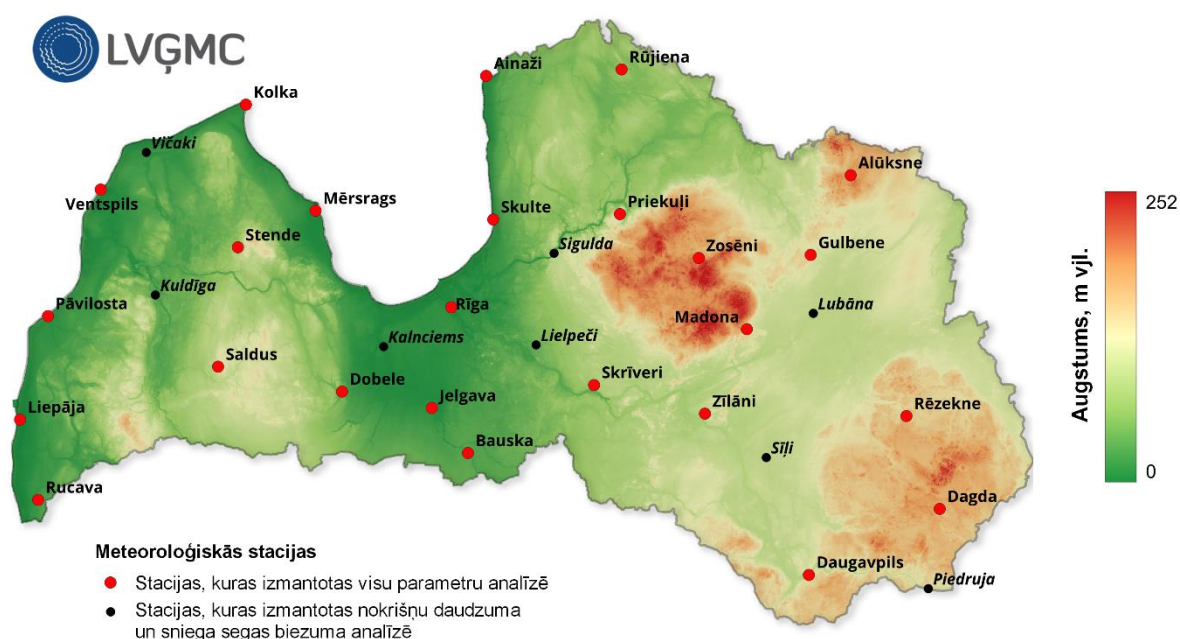 LVĢMC
Ainaži
Rūjiena
Kolka
Vičaki
Alūksne
Ventspils
Mērsrags
Skulte
Priekuļi
Stende
Sigulda
Zosēni
Gulbene
Kuldīga
Pāvilosta
Rīga
Lubāna
Madona
Kalnciems
Lielpeči
Saldus
Skrīveri
Dobele
Jelgava
Zīlāni
Rēzekne
Liepāja
Bauska
Sīļi
Rucava
Dagda
Daugavpils
Piedruja
252
Augstums, m vjl.
0
Meteoroloģiskās stacijas
Stacijas, kuras izmantotas visu parametru analīzē
Stacijas, kuras izmantotas nokrišņu daudzuma
un sniega segas biezuma analīzē